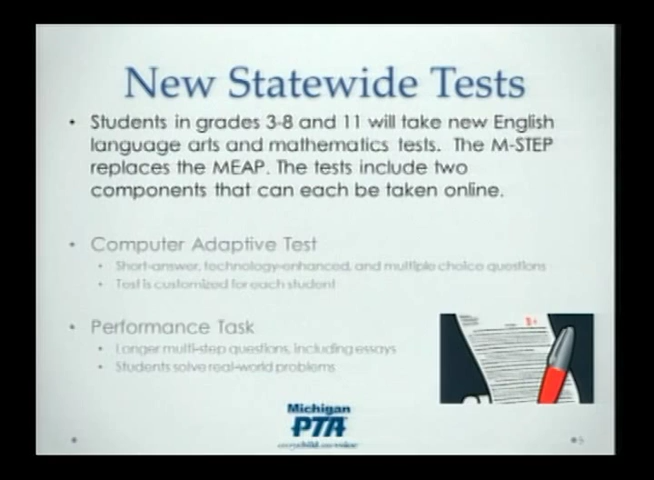 New Statewide Tests
• Students in grades 3-8 and 11 will take new English
language arts and mathematics tests. The M-STEP
replaces the MEAP. The tests include two
components that can each be taken online.
• Computer Adaptive Test
• Short-answer, technology-enhanced, and multiple choice questions
• Test is customized for each student
• Performance Task
• Longer multi-step questions, including essays
• Students solve real-world problems
Michigan
PTA